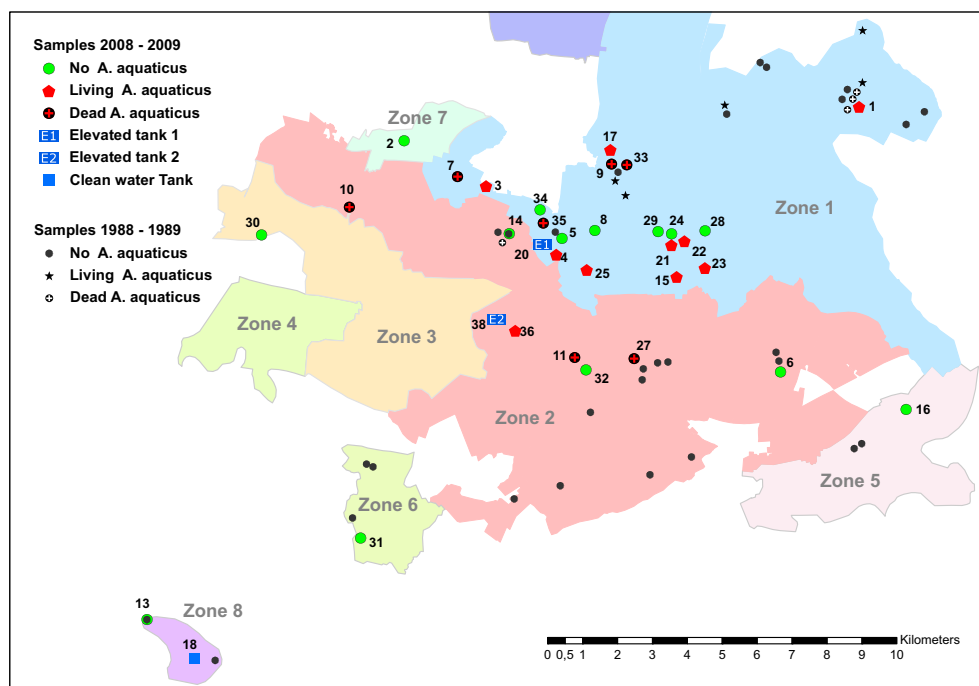 Samples 2008 - 2009
No A. aquaticus
Living A. aquaticus
Dead A. aquaticus
E1 Elevated tank 1
E2 Elevated tank 2
Clean water Tank
Samples 1988 - 1989
No A. aquaticus
Living A. aquaticus
Dead A. aquaticus
1
17
Zone 7
2
33
7
9
3
10
34
Zone 1
30
14
35
8
29
24
28
5
E1
20
4
22
21
25
15
23
E2
38
36
Zone 4
Zone 3
11
27
6
32
16
Zone 2
Zone 5
Zone 6
31
13
Zone 8
18
Kilometers
0 0,5 1 2 3 4 5 6 7 8 9 10